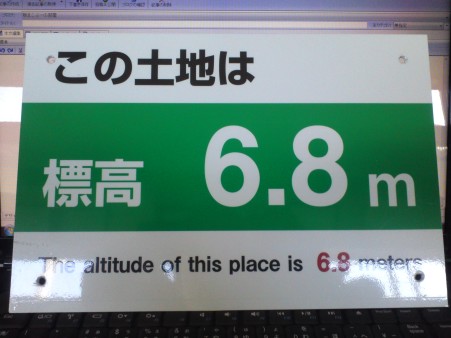 この土地は
標高 6.8 m
The altitude of this place is 6.8 meters